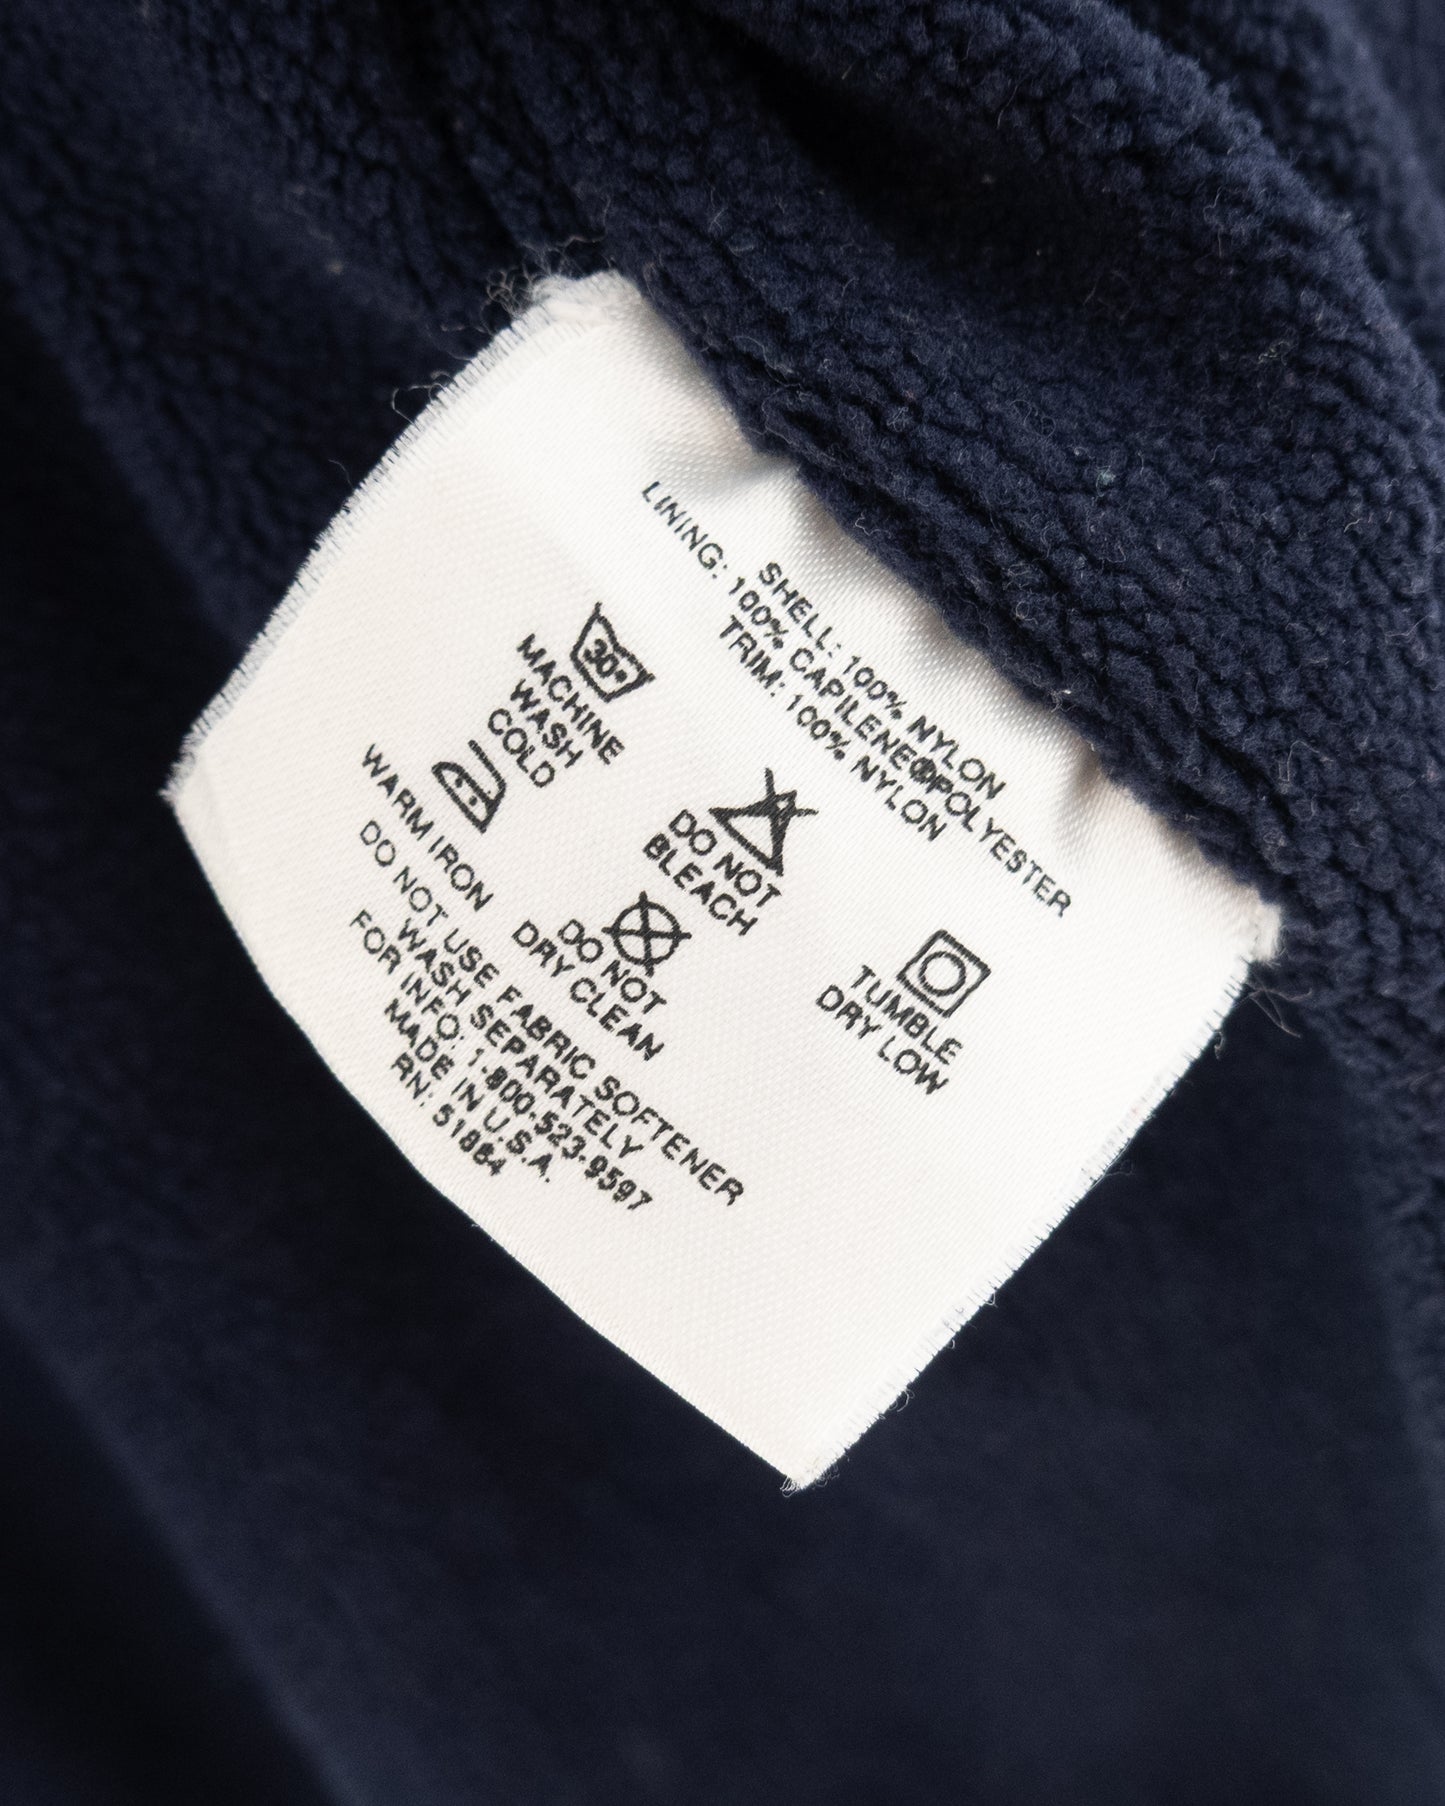 SHELL: 100% NYLON
LINING: 100% CAPILENE®POLYESTER
TRIM: 100% NYLON
30°
MACHINE
WASH
COLD
DO NOT
BLEACH
TUMBLE
DRY LOW
WARM IRON
DO NOT
DRY CLEAN
DO NOT USE FABRIC SOFTENER
WASH SEPARATELY
FOR INFO: 1-800-523-9597
MADE IN U.S.A.
RN: 51884